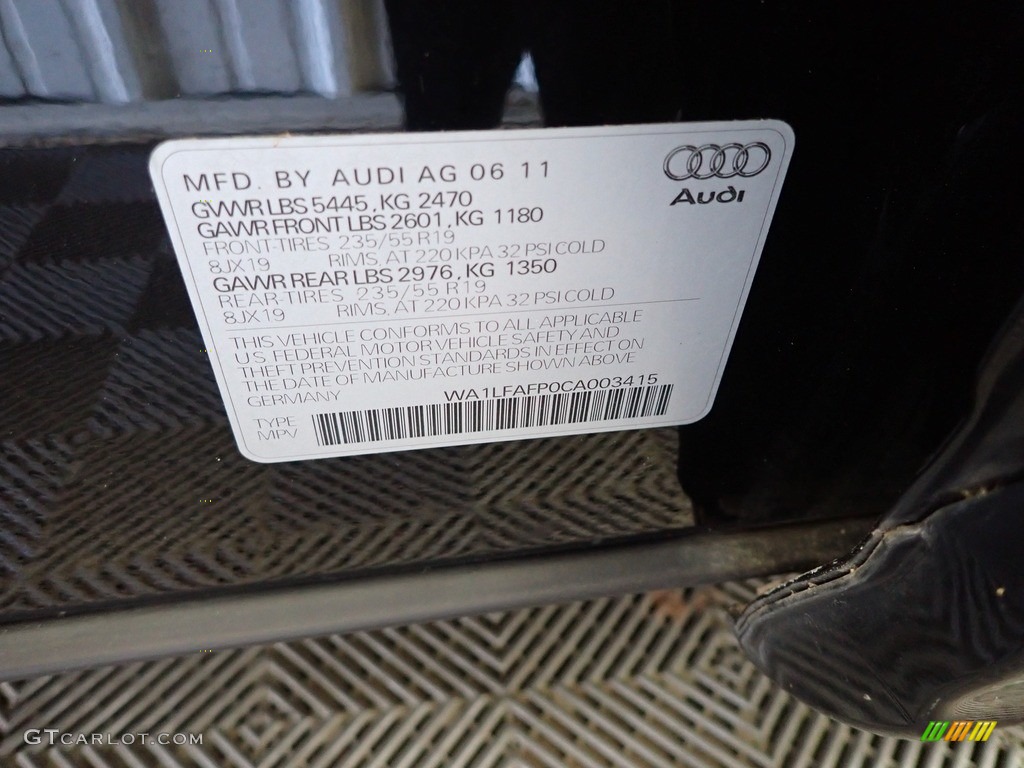 MFD. BY AUDI AG 06 11
GVWR LBS 5445, KG 2470
GAWR FRONT LBS 2601, KG 1180
FRONT-TIRES 235/55 R19
8JX19 RIMS, AT 220 KPA 32 PSI COLD
GAWR REAR LBS 2976, KG 1350
REAR-TIRES 235/55 R19
8JX19 RIMS, AT 220 KPA 32 PSI COLD
THIS VEHICLE CONFORMS TO ALL APPLICABLE
U.S. FEDERAL MOTOR VEHICLE SAFETY AND
THEFT PREVENTION STANDARDS IN EFFECT ON
THE DATE OF MANUFACTURE SHOWN ABOVE
GERMANY WA1LFAFP0CA003415
TYPE
MPV
Audi
GTCARLOT.COM